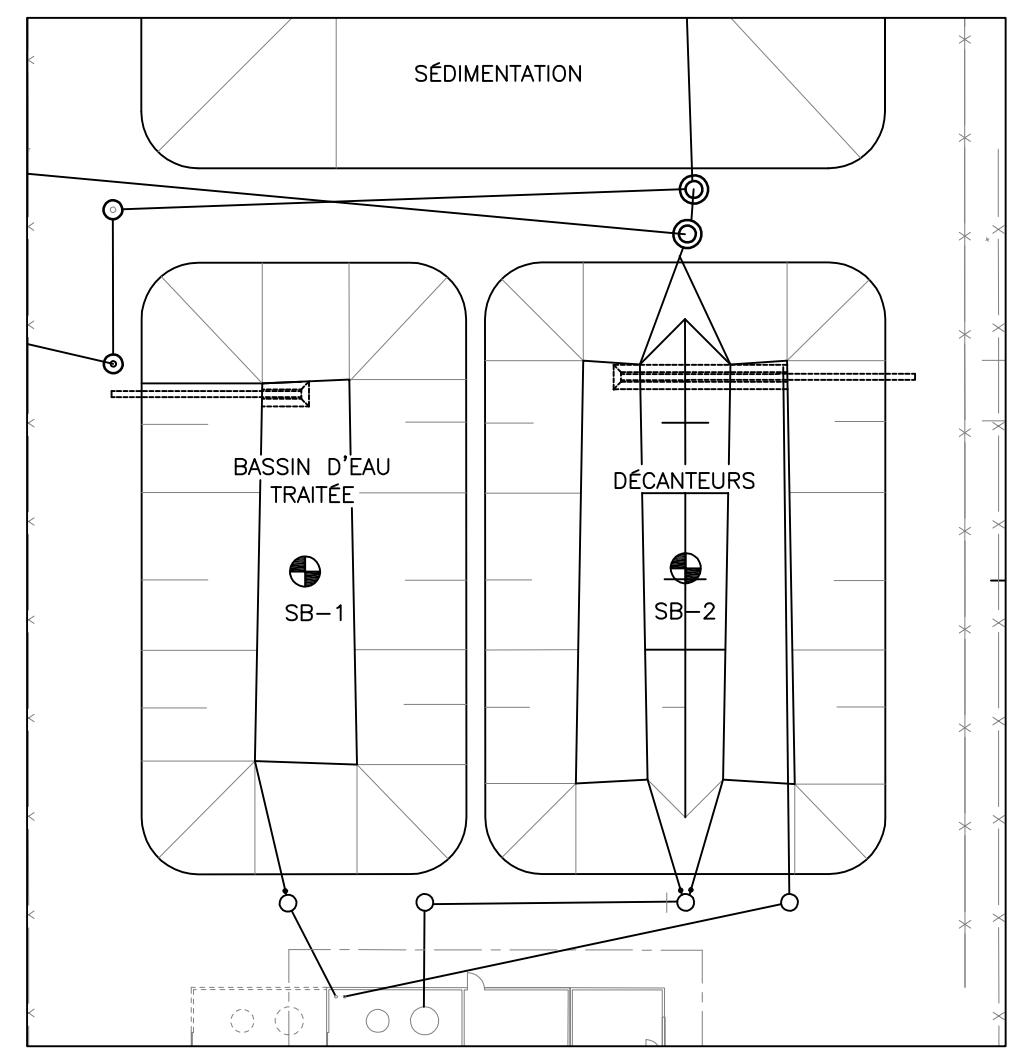 SÉDIMENTATION
BASSIN D'EAU
TRAITÉE
DÉCANTEURS
SB-1
SB-2